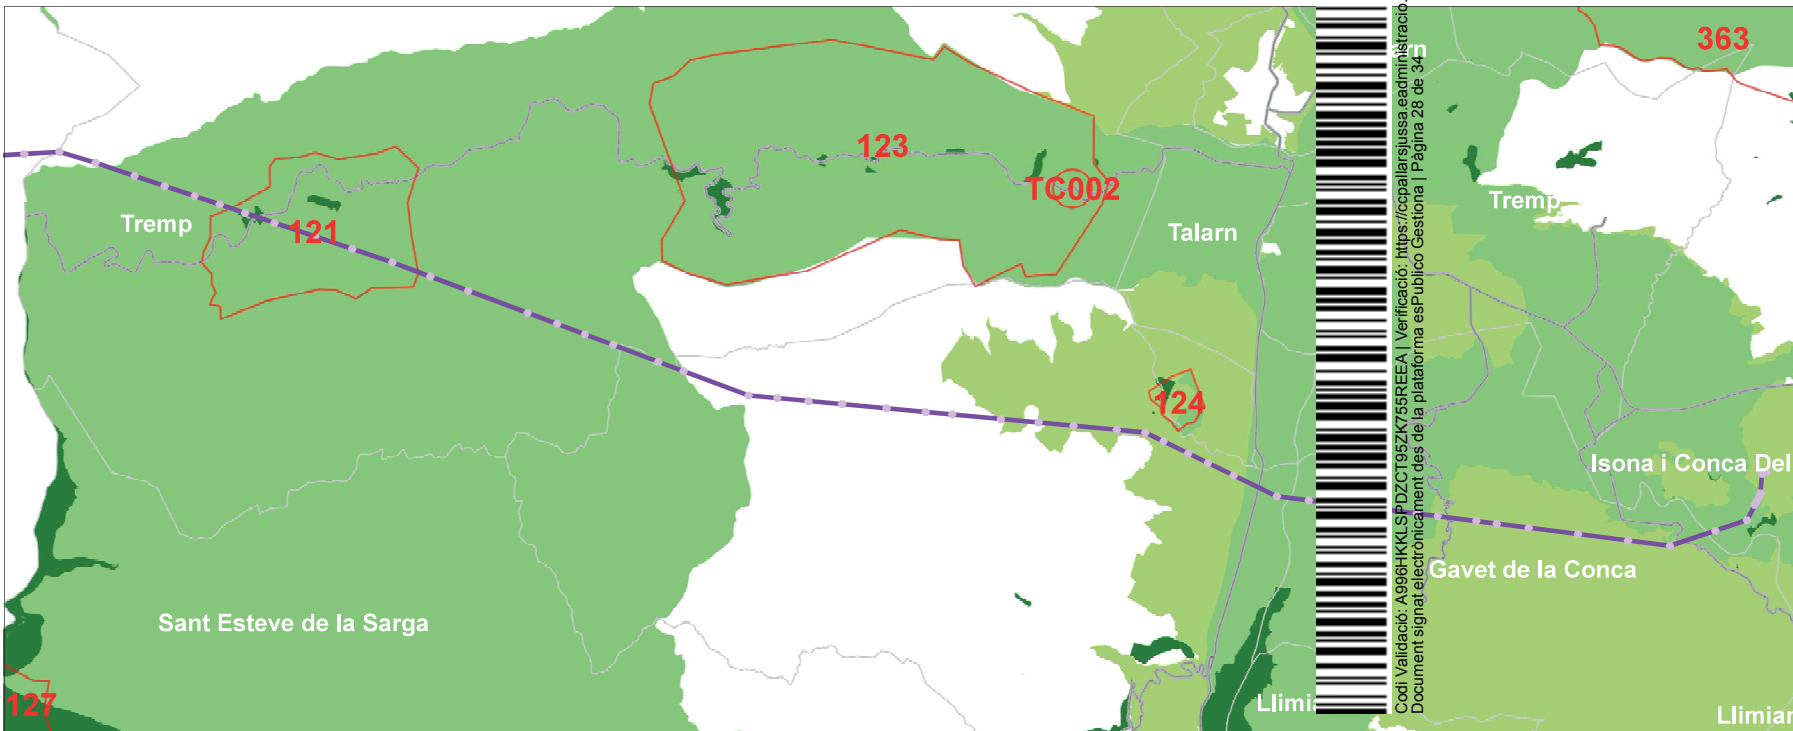 363
123
TC002
Tremp
Tremp
121
Talarn
124
Isona i Conca Del
Gavet de la Conca
Sant Esteve de la Sarga
127
Llimia
Llimiar
Codi Validació: A996HKKLSPDZCT95ZK755REEA | Verificació: https://ccpallarsjussa.eadministracio.
Document signat electrònicament des de la plataforma esPublico Gestiona | Pàgina 28 de 34